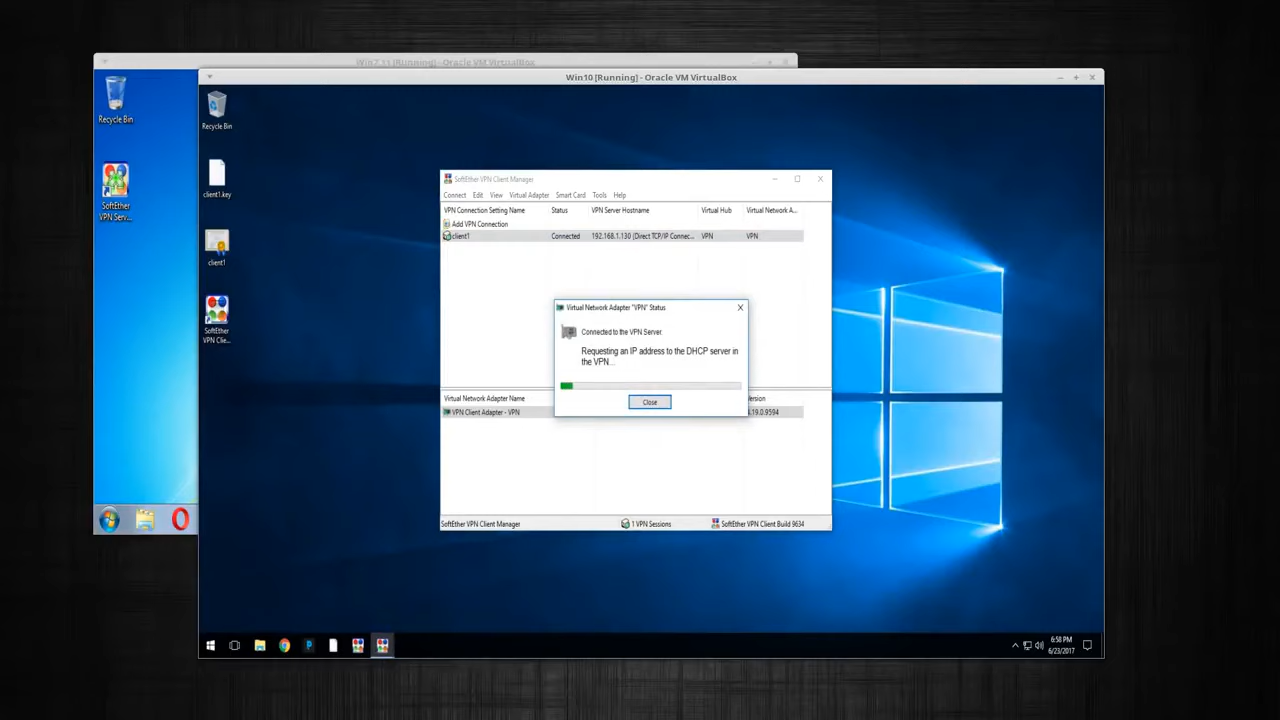 Win7.11 [Running] - Oracle VM VirtualBox
Win10 [Running] - Oracle VM VirtualBox
Recycle Bin
SoftEther
VPN Serv...
Recycle Bin
client1.key
client1
SoftEther
VPN Clie...
SoftEther VPN Client Manager
Connect Edit View Virtual Adapter Smart Card Tools Help
VPN Connection Setting Name Status VPN Server Hostname Virtual Hub Virtual Network A...
Add VPN Connection
client1 Connected 192.168.1.130 (Direct TCP/IP Connec... VPN VPN
Virtual Network Adapter "VPN" Status
Connected to the VPN Server.
Requesting an IP address to the DHCP server in
the VPN...
Close
Virtual Network Adapter Name
VPN Client Adapter - VPN
SoftEther VPN Client Manager 1 VPN Sessions SoftEther VPN Client Build 9634
6:58 PM
6/23/2017